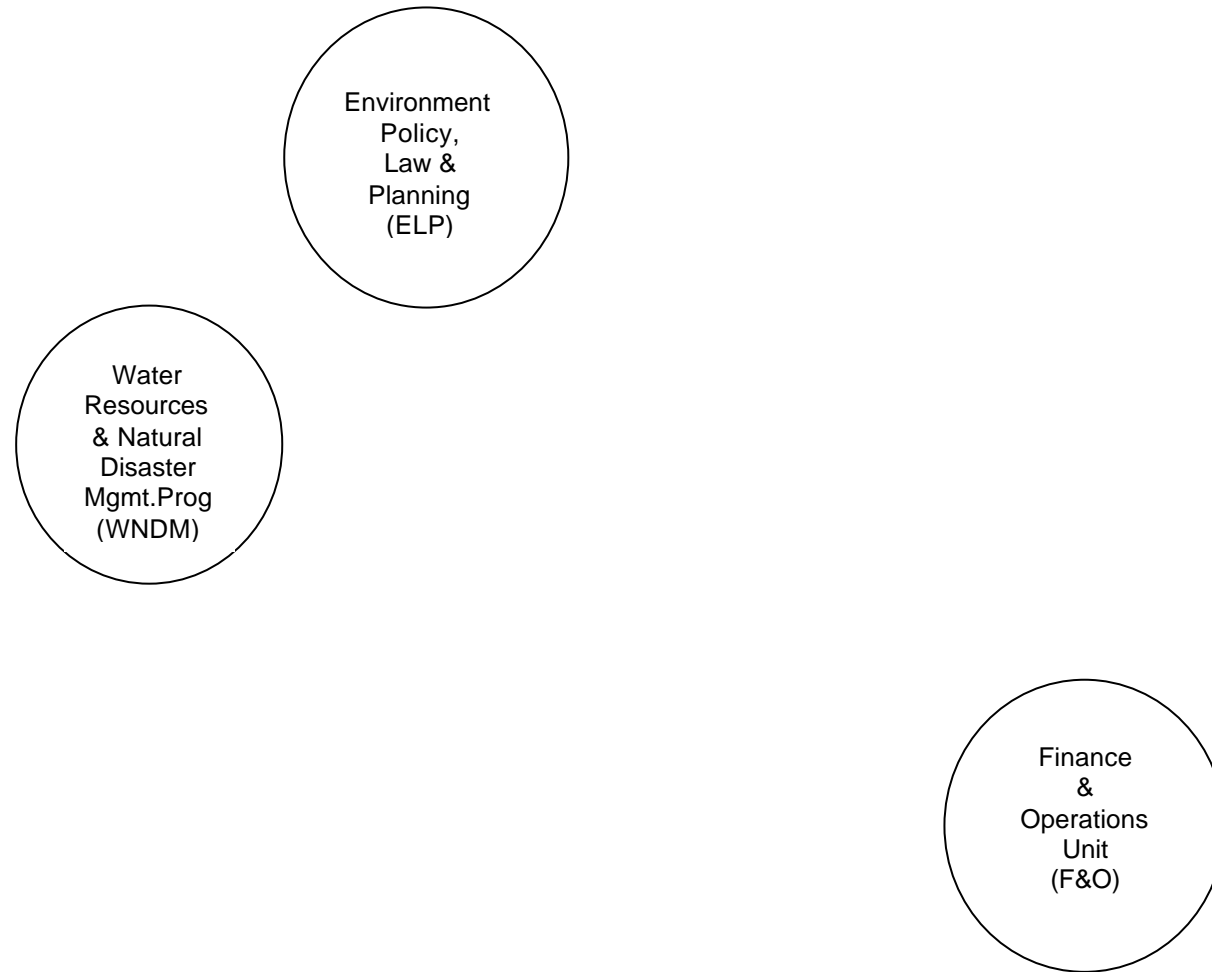 Environment
Policy,
Law &
Planning
(ELP)
Water
Resources
& Natural
Disaster
Mgmt.Prog
(WNDM)
Finance
&
Operations
Unit
(F&O)